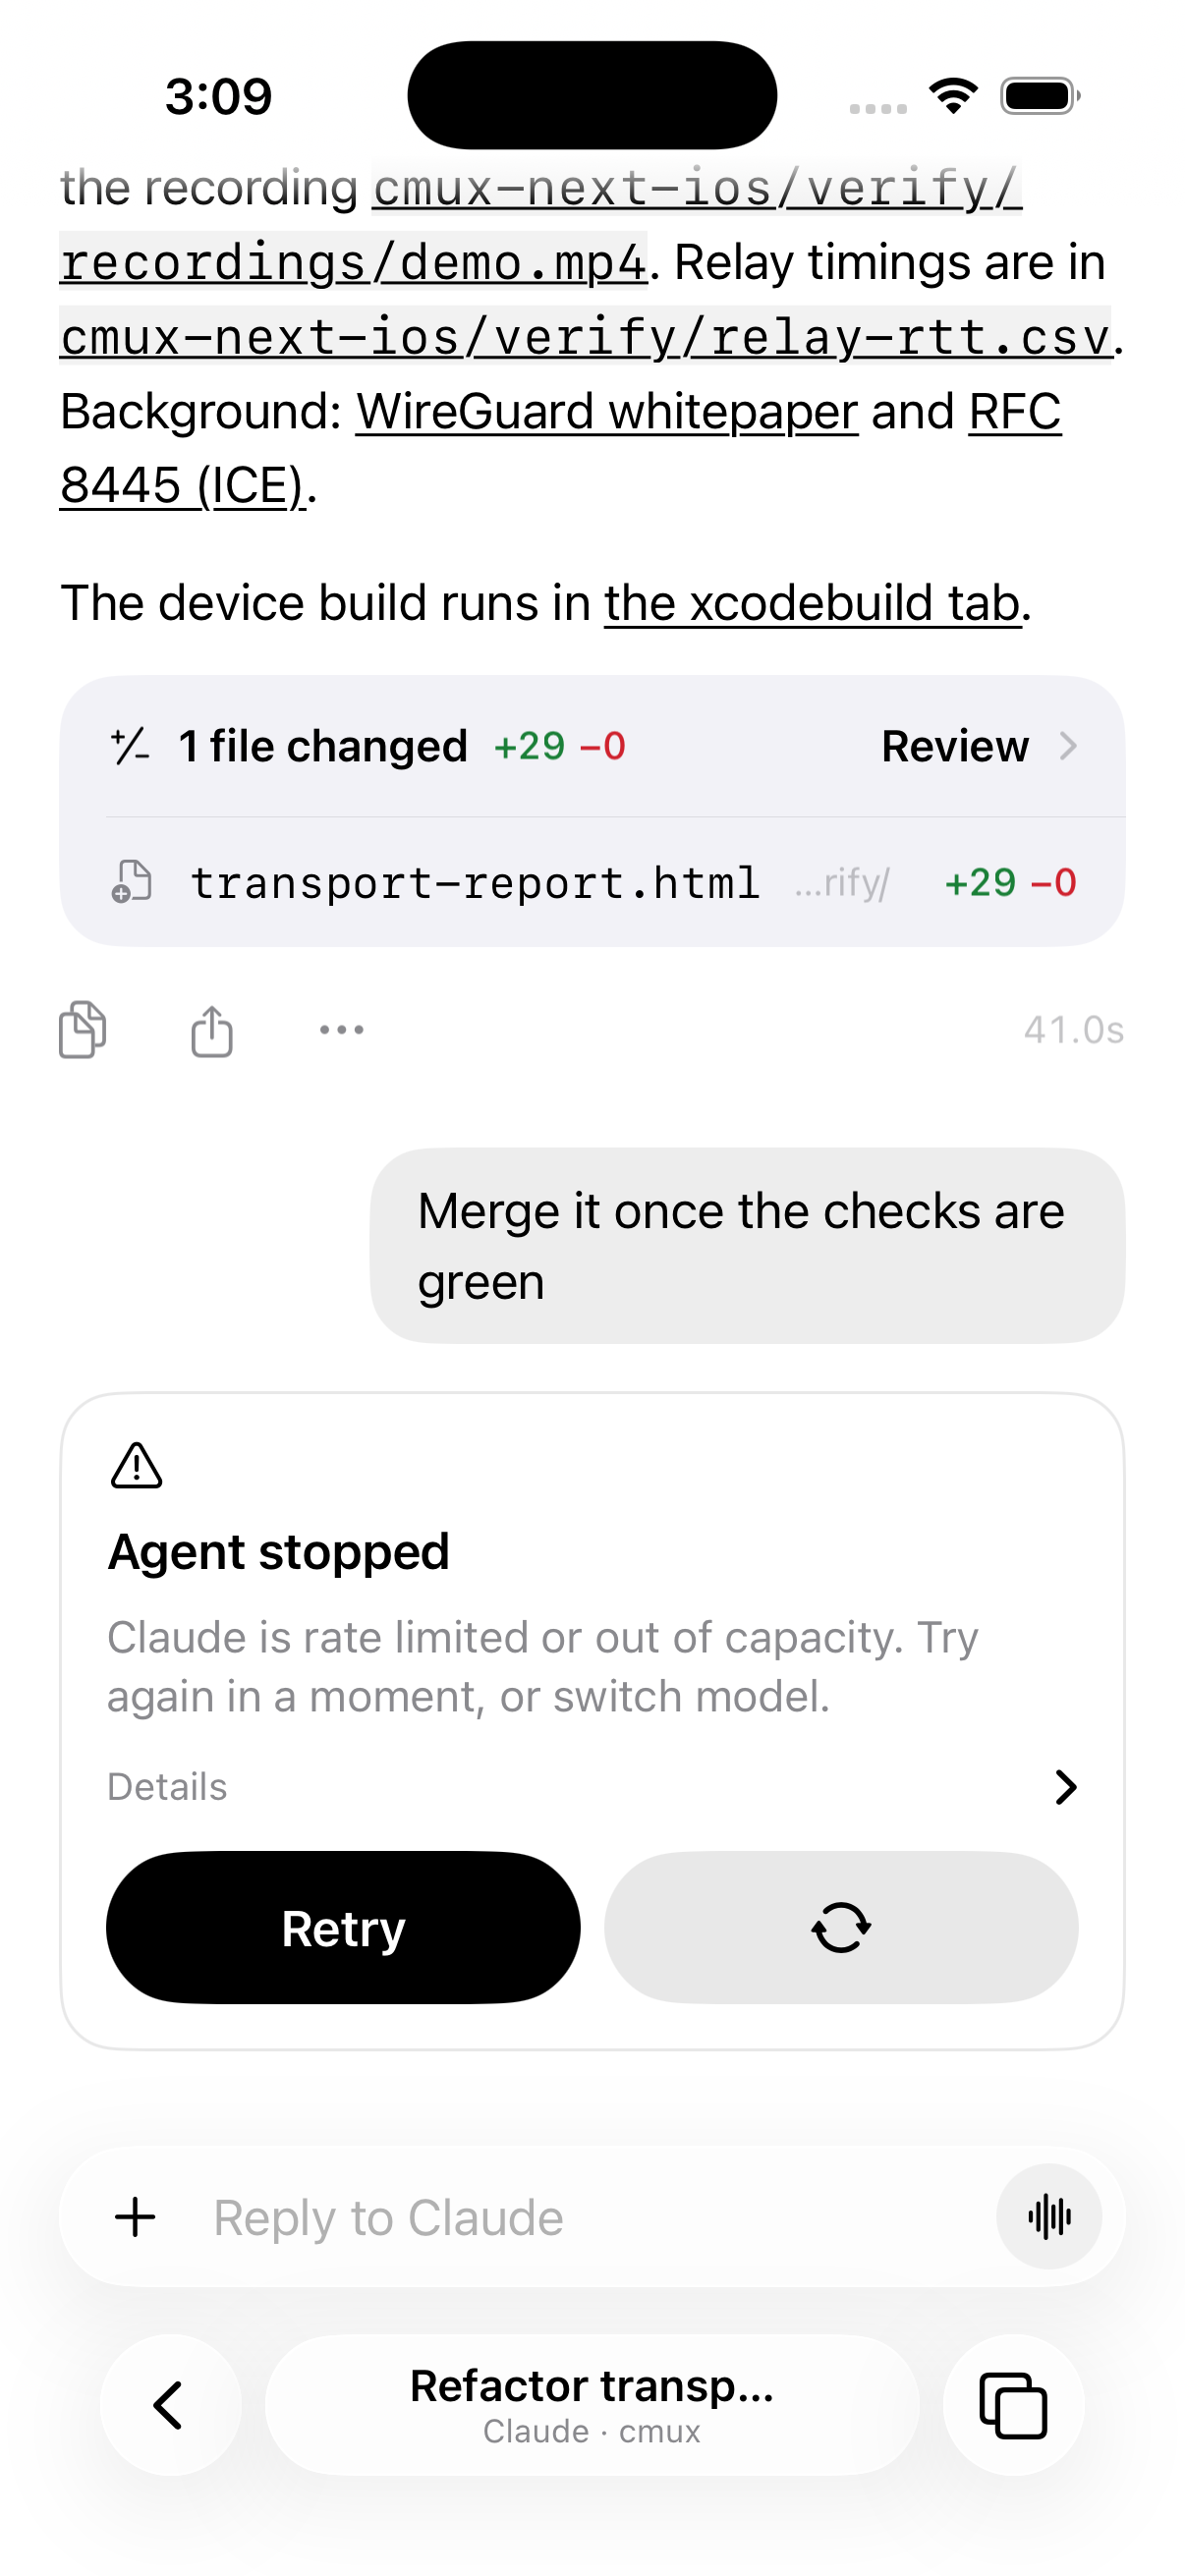 3:09
the recording cmux-next-ios/verify/
recordings/demo.mp4. Relay timings are in
cmux-next-ios/verify/relay-rtt.csv.
Background: WireGuard whitepaper and RFC
8445 (ICE).
The device build runs in the xcodebuild tab.
1 file changed +29 −0 Review
transport-report.html ...rify/ +29 −0
41.0s
Merge it once the checks are
green
Agent stopped
Claude is rate limited or out of capacity. Try
again in a moment, or switch model.
Details
Retry
Reply to Claude
Refactor transp...
Claude · cmux